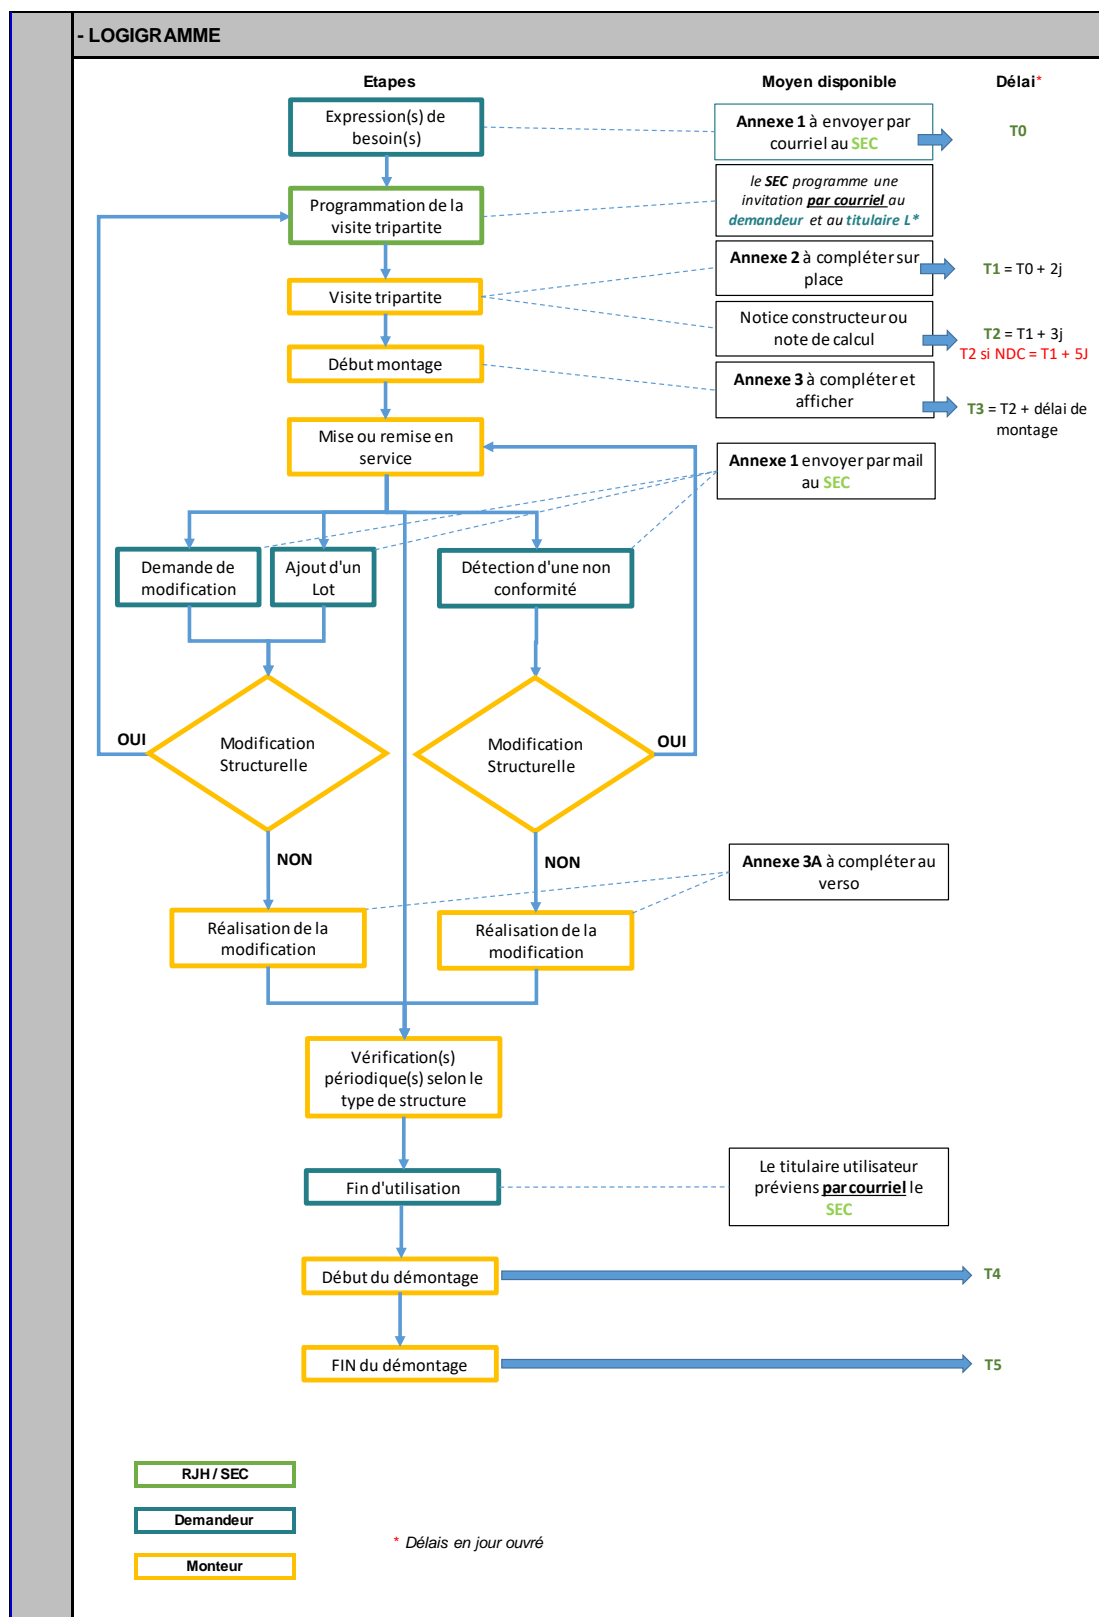 - LOGIGRAMME
Etapes
Moyen disponible
Délai*
Expression(s) de
besoin(s)
Annexe 1 à envoyer par
courriel au SEC
T0
Programmation de la
visite tripartite
le SEC programme une
invitation par courriel au
demandeur et au titulaire L*
Visite tripartite
Annexe 2 à compléter sur
place
T1 = T0 + 2j
Notice constructeur ou
note de calcul
T2 = T1 + 3j
T2 si NDC = T1 + 5J
Début montage
Annexe 3 à compléter et
afficher
T3 = T2 + délai de
montage
Mise ou remise en
service
Annexe 1 envoyer par mail
au SEC
Demande de
modification
Ajout d'un
Lot
Détection d'une non
conformité
OUI
Modification
Structurelle
Modification
Structurelle
OUI
NON
NON
Annexe 3A à compléter au
verso
Réalisation de la
modification
Réalisation de la
modification
Vérification(s)
périodique(s) selon le
type de structure
Fin d'utilisation
Le titulaire utilisateur
préviens par courriel le
SEC
Début du démontage
T4
FIN du démontage
T5
RJH / SEC
Demandeur
Monteur
* Délais en jour ouvré